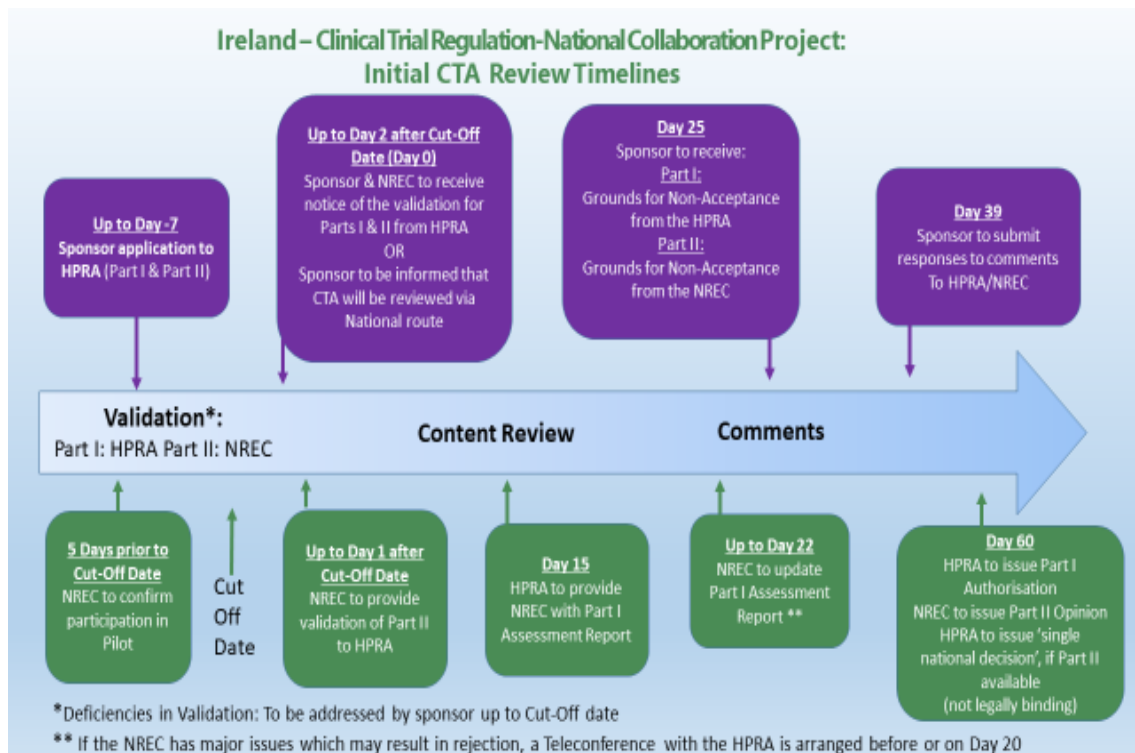 Ireland – Clinical Trial Regulation-National Collaboration Project:
Initial CTA Review Timelines
Up to Day -7
Sponsor application to
HPRA (Part I & Part II)
Up to Day 2 after Cut-Off
Date (Day 0)
Sponsor & NREC to receive
notice of the validation for
Parts I & II from HPRA
OR
Sponsor to be informed that
CTA will be reviewed via
National route
Day 25
Sponsor to receive:
Part I:
Grounds for Non-Acceptance
from the HPRA
Part II:
Grounds for Non-Acceptance
from the NREC
Day 39
Sponsor to submit
responses to comments
To HPRA/NREC
Validation*:
Part I: HPRA Part II: NREC
Content Review
Comments
5 Days prior to
Cut-Off Date
NREC to confirm
participation in
Pilot
Cut
Off
Date
Up to Day 1 after
Cut-Off Date
NREC to provide
validation of Part II
to HPRA
Day 15
HPRA to provide
NREC with Part I
Assessment Report
Up to Day 22
NREC to update
Part I Assessment
Report **
Day 60
HPRA to issue Part I
Authorisation
NREC to issue Part II Opinion
HPRA to issue ‘single
national decision’, if Part II
available
(not legally binding)
*Deficiencies in Validation: To be addressed by sponsor up to Cut-Off date
** If the NREC has major issues which may result in rejection, a Teleconference with the HPRA is arranged before or on Day 20